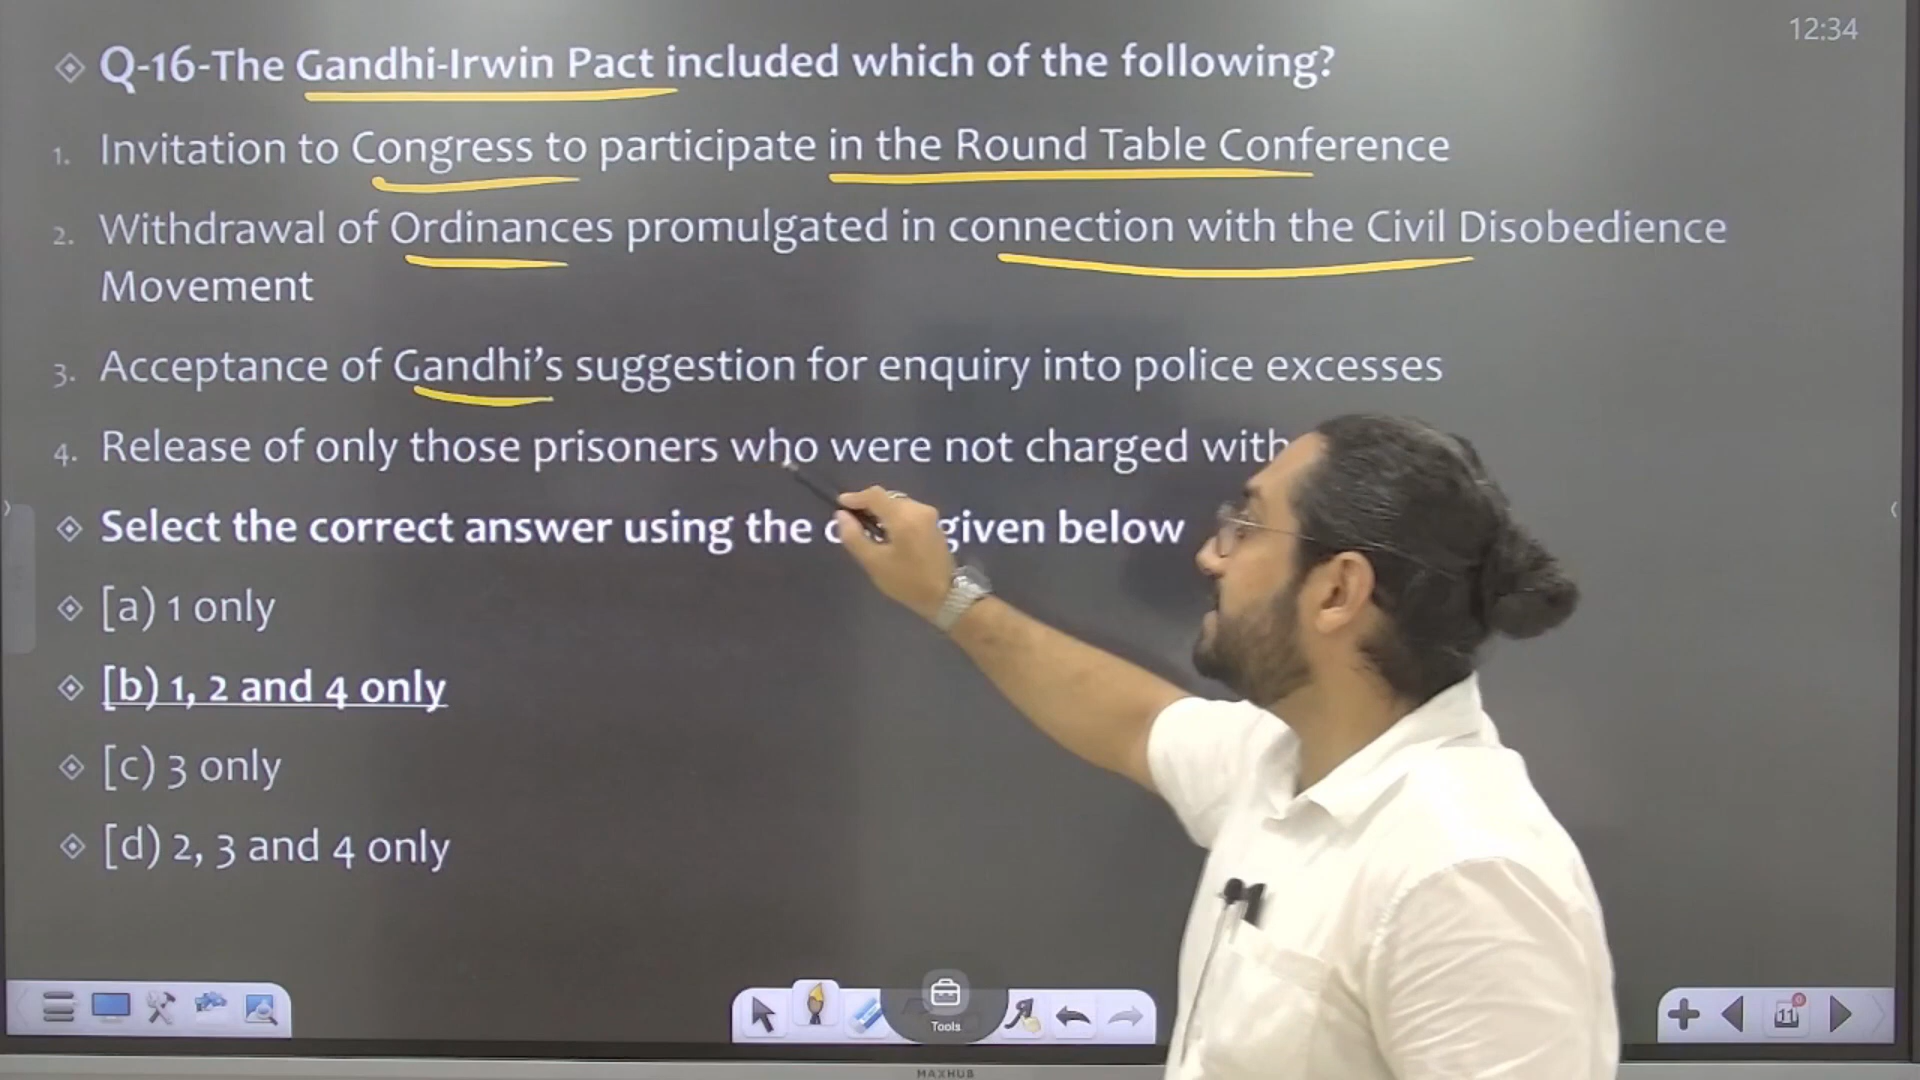 12:34
Q-16-The Gandhi-Irwin Pact included which of the following?
1. Invitation to Congress to participate in the Round Table Conference
2. Withdrawal of Ordinances promulgated in connection with the Civil Disobedience
Movement
3. Acceptance of Gandhi's suggestion for enquiry into police excesses
4. Release of only those prisoners who were not charged with
Select the correct answer using the given below
[a) 1 only
[b) 1, 2 and 4 only
[c) 3 only
[d) 2, 3 and 4 only
Tools
11
0
MAXHUB